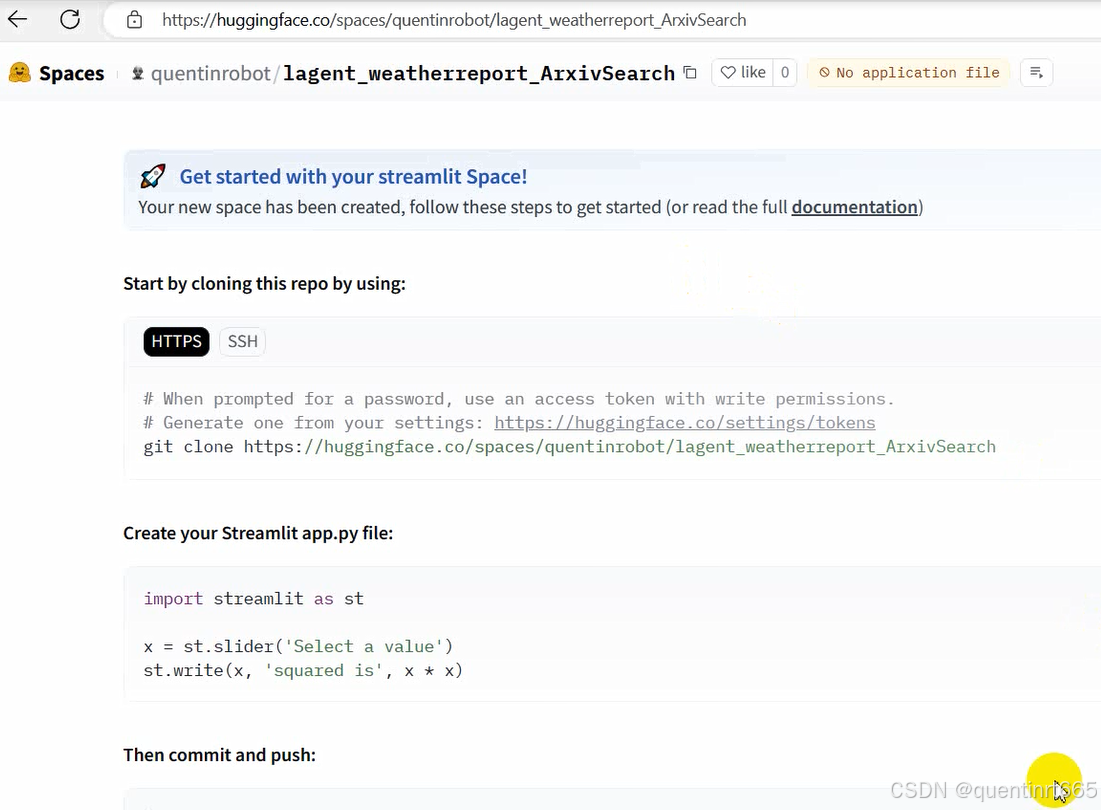 https://huggingface.co/spaces/quentinrobot/lagent_weatherreport_ArxivSearch
Spaces quentinrobot/lagent_weatherreport_ArxivSearch like 0 No application file
Get started with your streamlit Space!
Your new space has been created, follow these steps to get started (or read the full documentation)
Start by cloning this repo by using:
HTTPS SSH
# When prompted for a password, use an access token with write permissions.
# Generate one from your settings: https://huggingface.co/settings/tokens
git clone https://huggingface.co/spaces/quentinrobot/lagent_weatherreport_ArxivSearch
Create your Streamlit app.py file:
import streamlit as st
x = st.slider('Select a value')
st.write(x, 'squared is', x * x)
Then commit and push:
CSDN